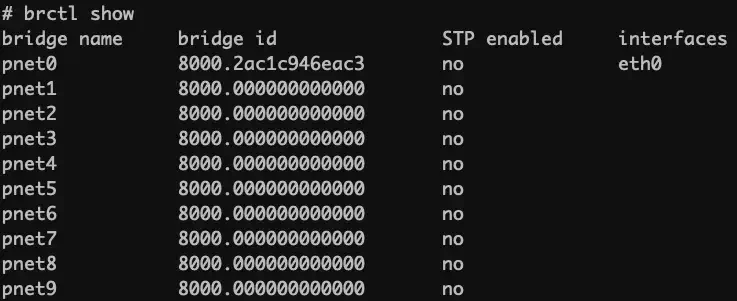 # brctl show
bridge name bridge id STP enabled interfaces
pnet0 8000.2ac1c946eac3 no eth0
pnet1 8000.000000000000 no
pnet2 8000.000000000000 no
pnet3 8000.000000000000 no
pnet4 8000.000000000000 no
pnet5 8000.000000000000 no
pnet6 8000.000000000000 no
pnet7 8000.000000000000 no
pnet8 8000.000000000000 no
pnet9 8000.000000000000 no